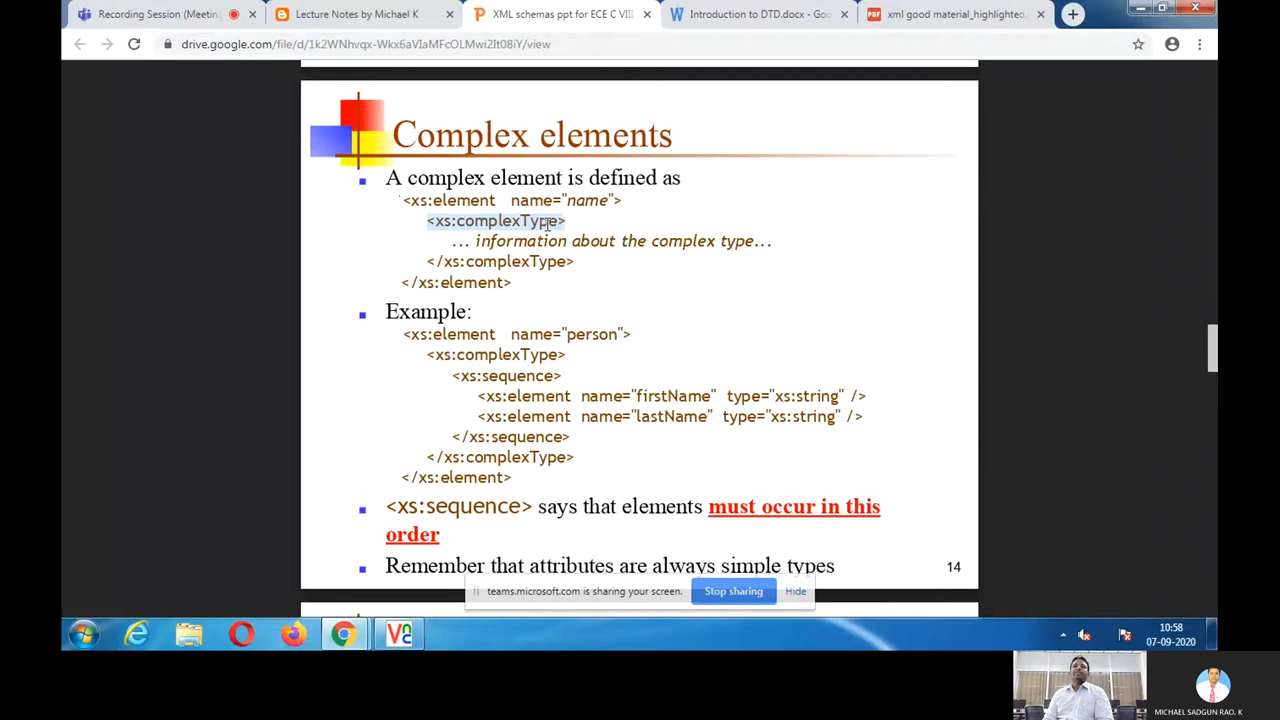 Recording Session (Meetin
Lecture Notes by Michael K
XML schemas ppt for ECE C VIII
Introduction to DTD.docx - Goo
xml good material_highlighted.
drive.google.com/file/d/1k2WNhvqx-Wkx6aVIaMFcOLMwi2It08iY/view
Complex elements
A complex element is defined as
<xs:element name="name">
<xs:complexType>
... information about the complex type...
</xs:complexType>
</xs:element>
Example:
<xs:element name="person">
<xs:complexType>
<xs:sequence>
<xs:element name="firstName" type="xs:string" />
<xs:element name="lastName" type="xs:string" />
</xs:sequence>
</xs:complexType>
</xs:element>
<xs:sequence> says that elements must occur in this
order
Remember that attributes are always simple types
14
teams.microsoft.com is sharing your screen.
Stop sharing
Hide
10:58
07-09-2020
MICHAEL SADGUN RAO. K